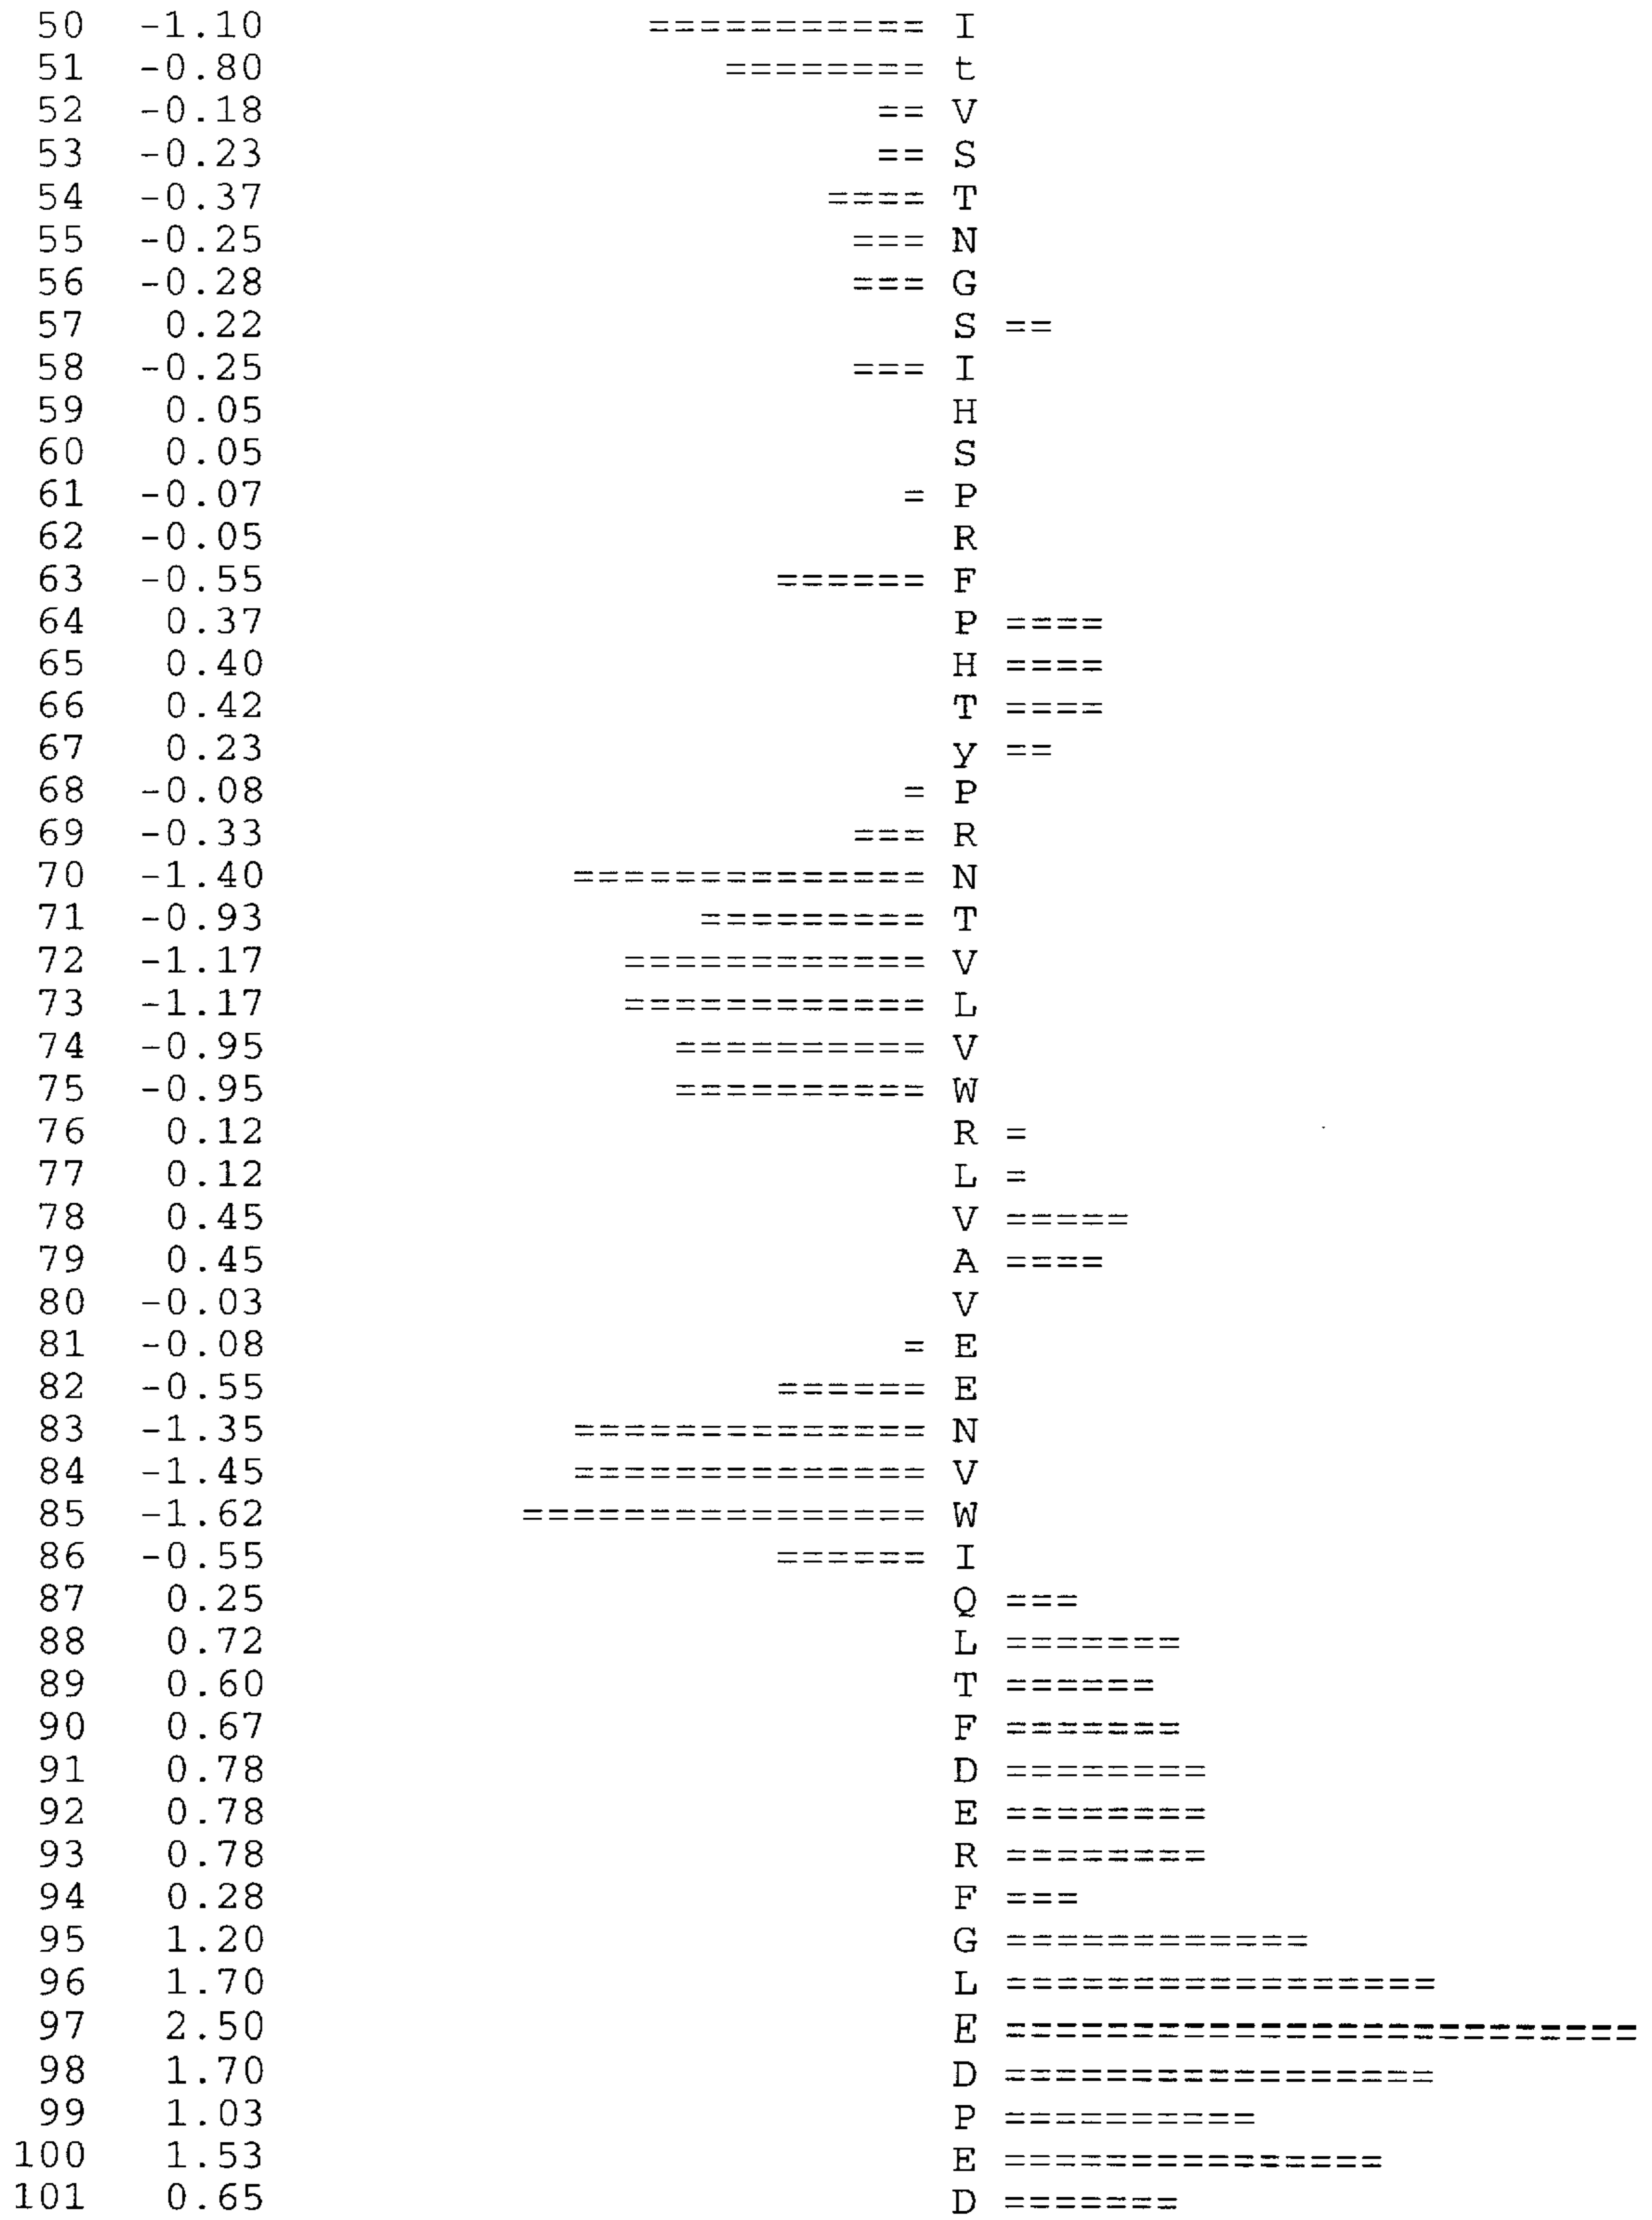 50 -1.10 =========== I
51 -0.80 ======== t
52 -0.18 == V
53 -0.23 == S
54 -0.37 ==== T
55 -0.25 === N
56 -0.28 === G
57 0.22 S ==
58 -0.25 === I
59 0.05 H
60 0.05 S
61 -0.07 = P
62 -0.05 R
63 -0.55 ====== F
64 0.37 P ====
65 0.40 H ====
66 0.42 T ====
67 0.23 y ==
68 -0.08 = P
69 -0.33 === R
70 -1.40 ============== N
71 -0.93 ========= T
72 -1.17 ============ V
73 -1.17 ============ L
74 -0.95 ========== V
75 -0.95 ========== W
76 0.12 R =
77 0.12 L =
78 0.45 V =====
79 0.45 A ====
80 -0.03 V
81 -0.08 = E
82 -0.55 ====== E
83 -1.35 ============== N
84 -1.45 ============== V
85 -1.62 ================ W
86 -0.55 ====== I
87 0.25 Q ===
88 0.72 L =======
89 0.60 T ======
90 0.67 F =======
91 0.78 D ========
92 0.78 E ========
93 0.78 R ========
94 0.28 F ===
95 1.20 G ============
96 1.70 L =================
97 2.50 E =========================
98 1.70 D =================
99 1.03 P ==========
100 1.53 E ===============
101 0.65 D =======